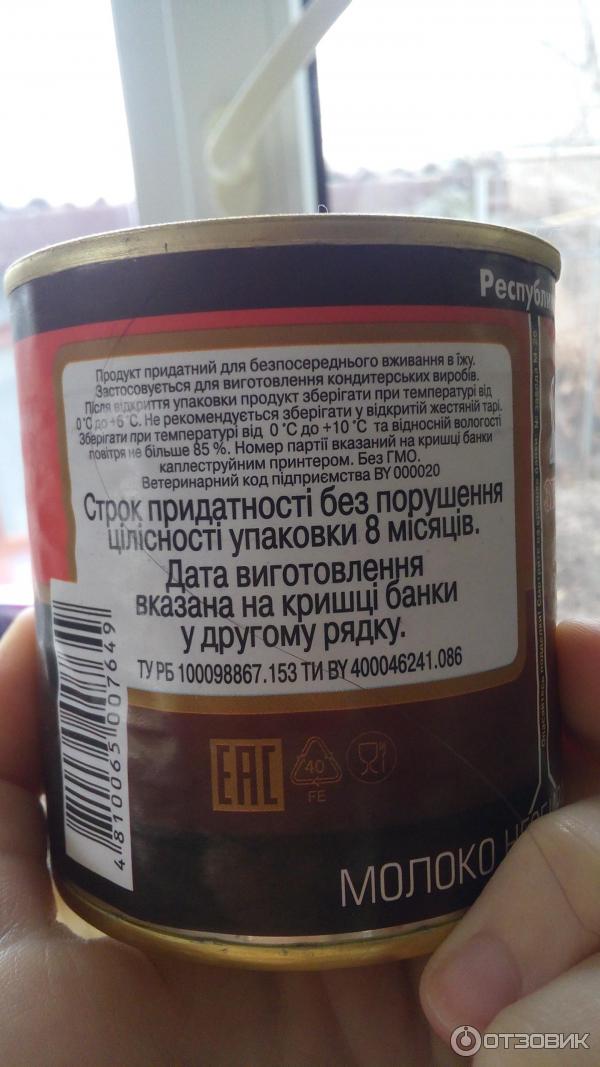 Республи
Продукт придатний для безпосереднього вживання в їжу.
Застосовується для виготовлення кондитерських виробів.
Після відкриття упаковки продукт зберігати при температурі від
0°С до +6°С. Не рекомендується зберігати у відкритій жестяній тарі.
Зберігати при температурі від 0°С до +10°С та відносній вологості
повітря не більше 85 %. Номер партії вказаний на кришці банки
каплеструйним принтером. Без ГМО.
Ветеринарний код підприємства BY 000020
Строк придатності без порушення
цілісності упаковки 8 місяців.
Дата виготовлення
вказана на кришці банки
у другому рядку.
ТУ РБ 100098867.153 ТИ BY 400046241.086
4 810065 007649
EAC
40
FE
МОЛОКО
ОТЗОВИК